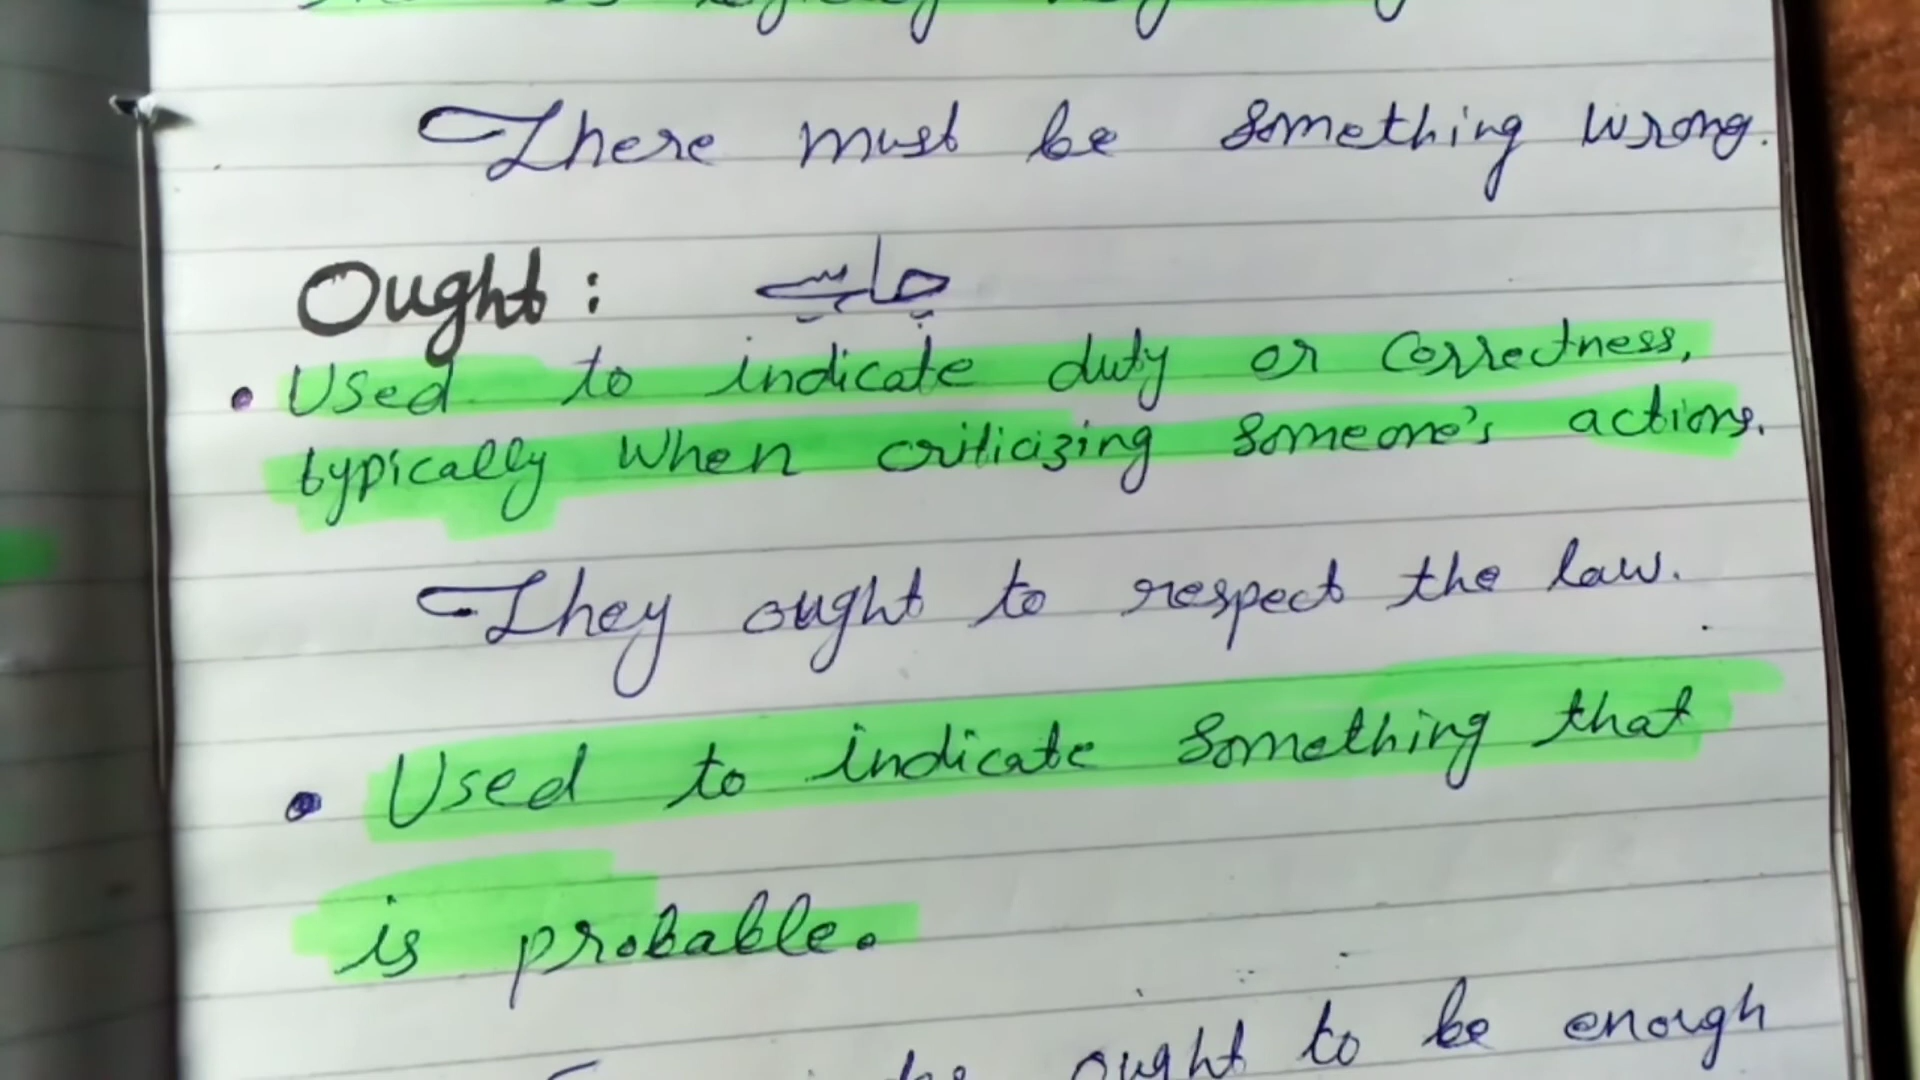 There must be something wrong.
Ought : چاہیے
• Used to indicate duty or correctness,
typically when criticizing someone's actions.
They ought to respect the law.
• Used to indicate something that
is probable.
ought to be enough